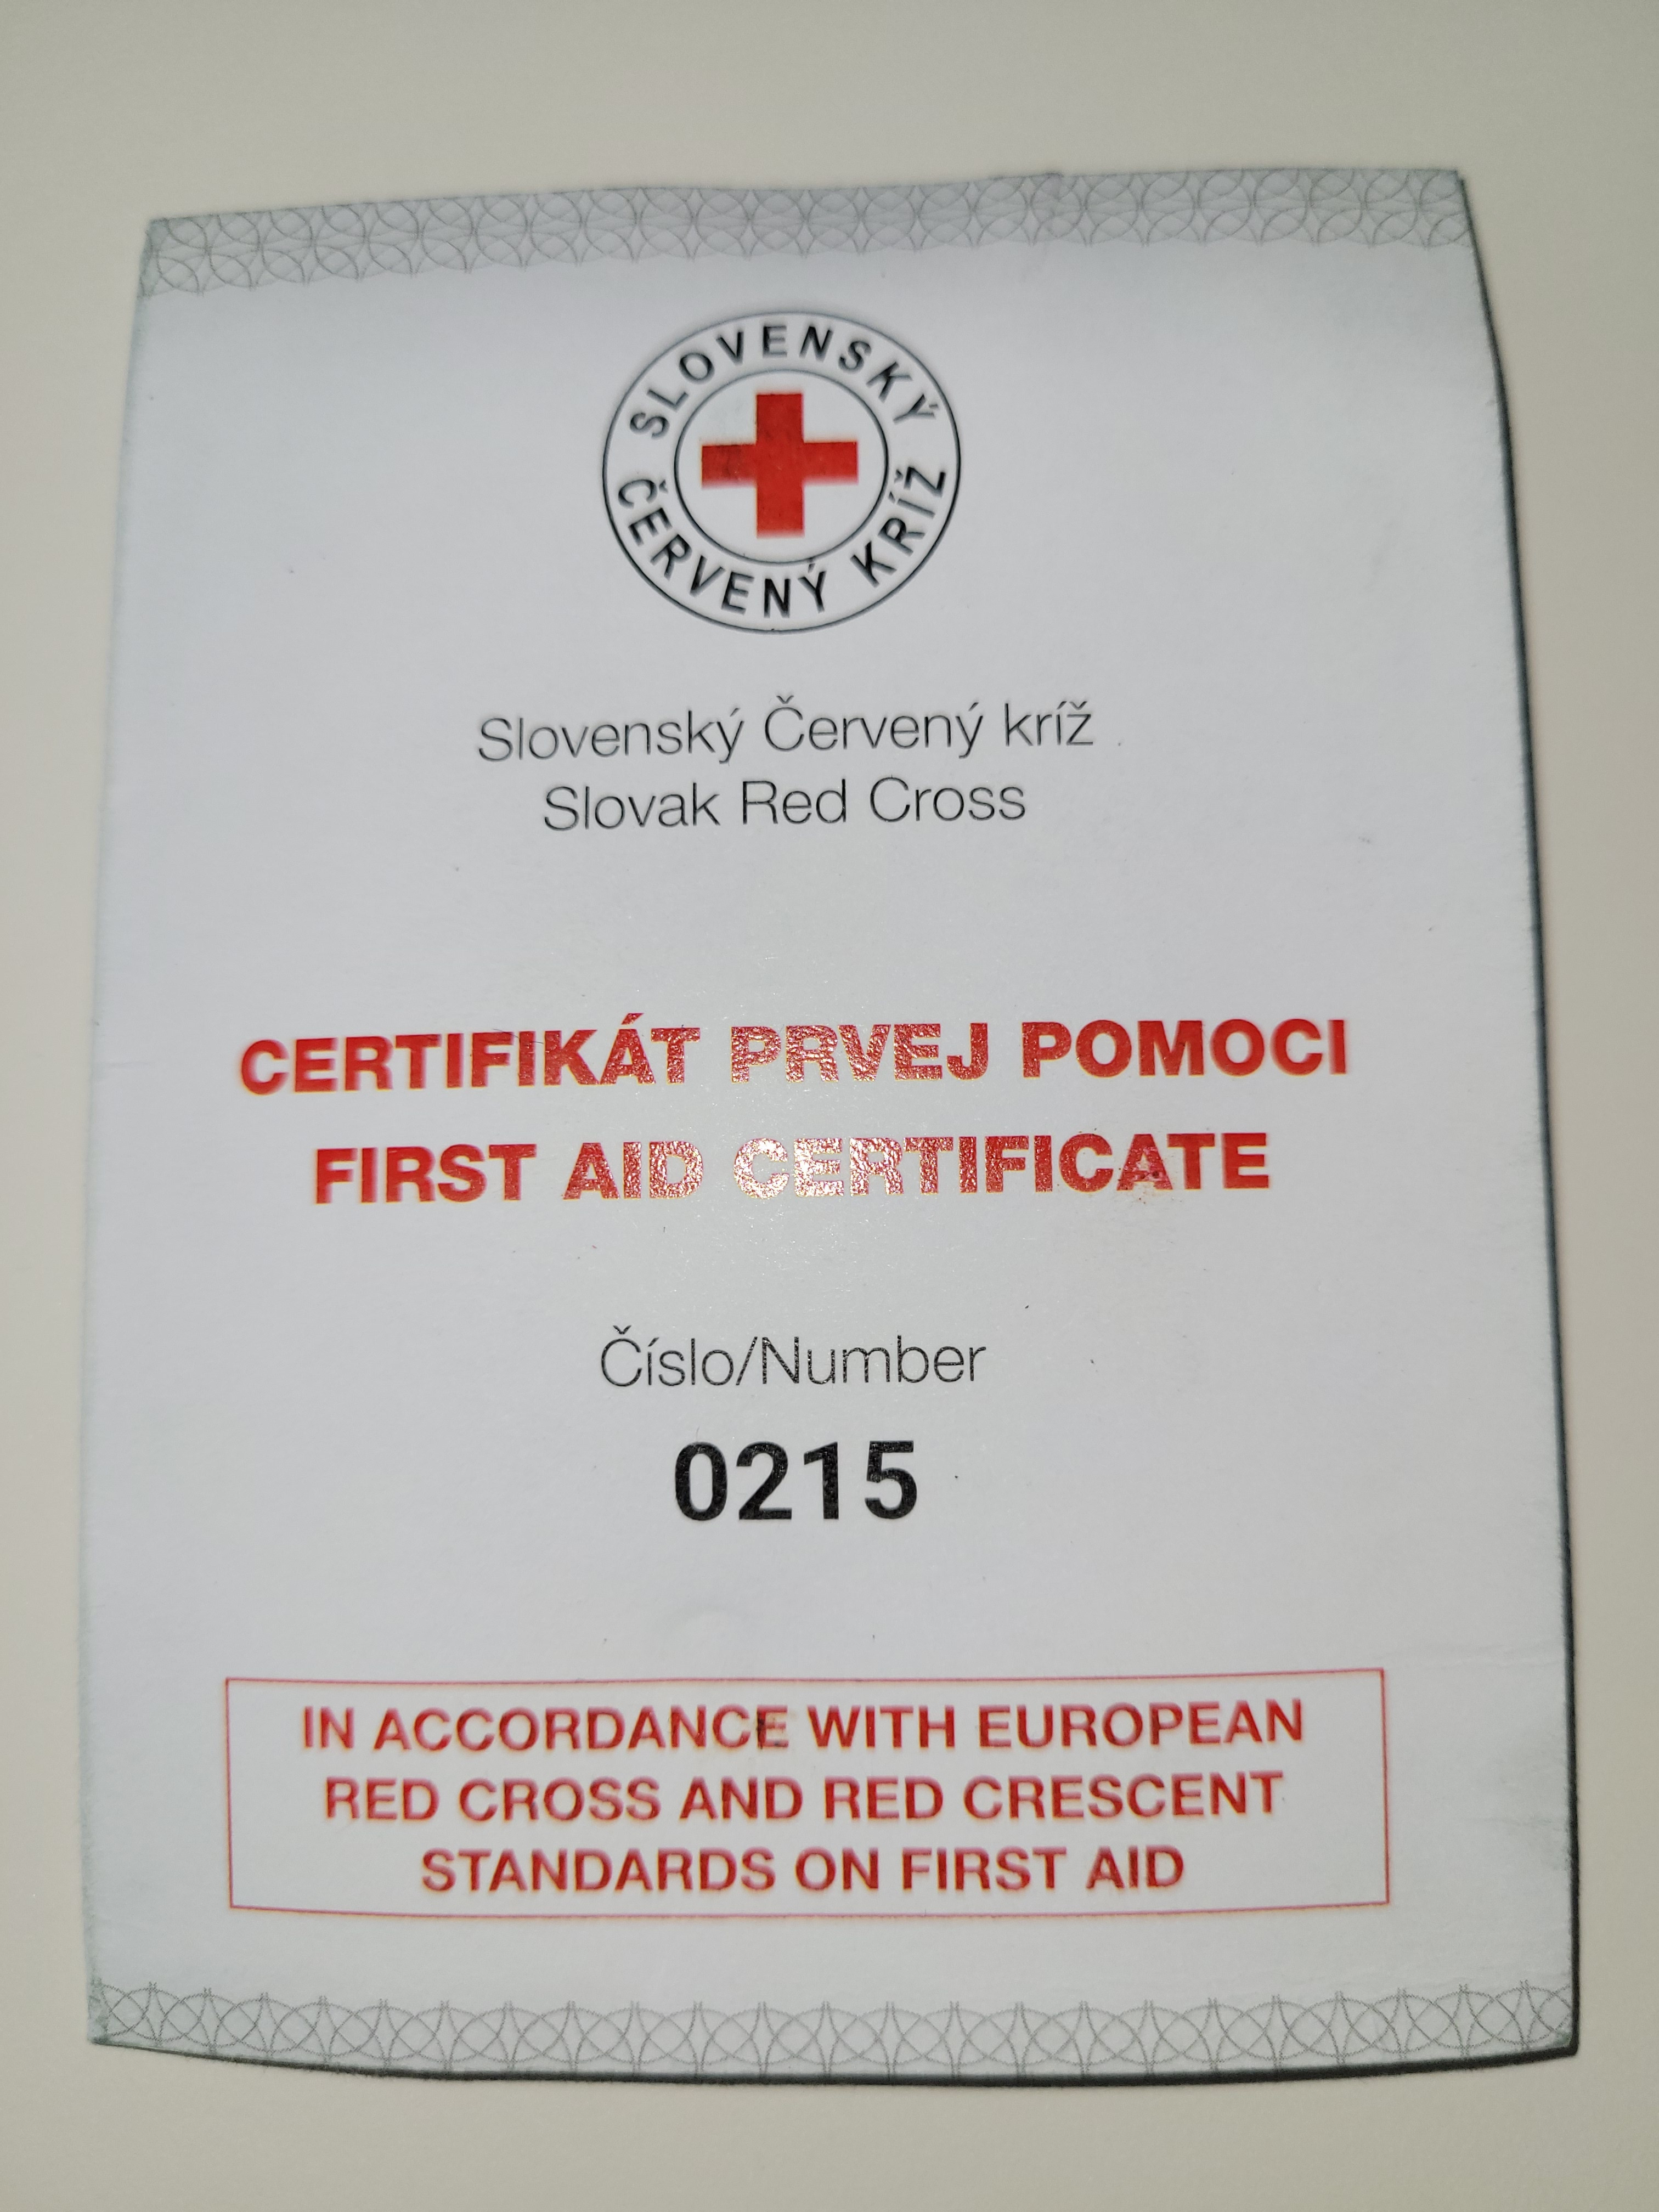 SLOVENSKÝ
ČERVENÝ KRÍŽ
Slovenský Červený kríž
Slovak Red Cross
CERTIFIKÁT PRVEJ POMOCI
FIRST AID CERTIFICATE
Číslo/Number
0215
IN ACCORDANCE WITH EUROPEAN
RED CROSS AND RED CRESCENT
STANDARDS ON FIRST AID